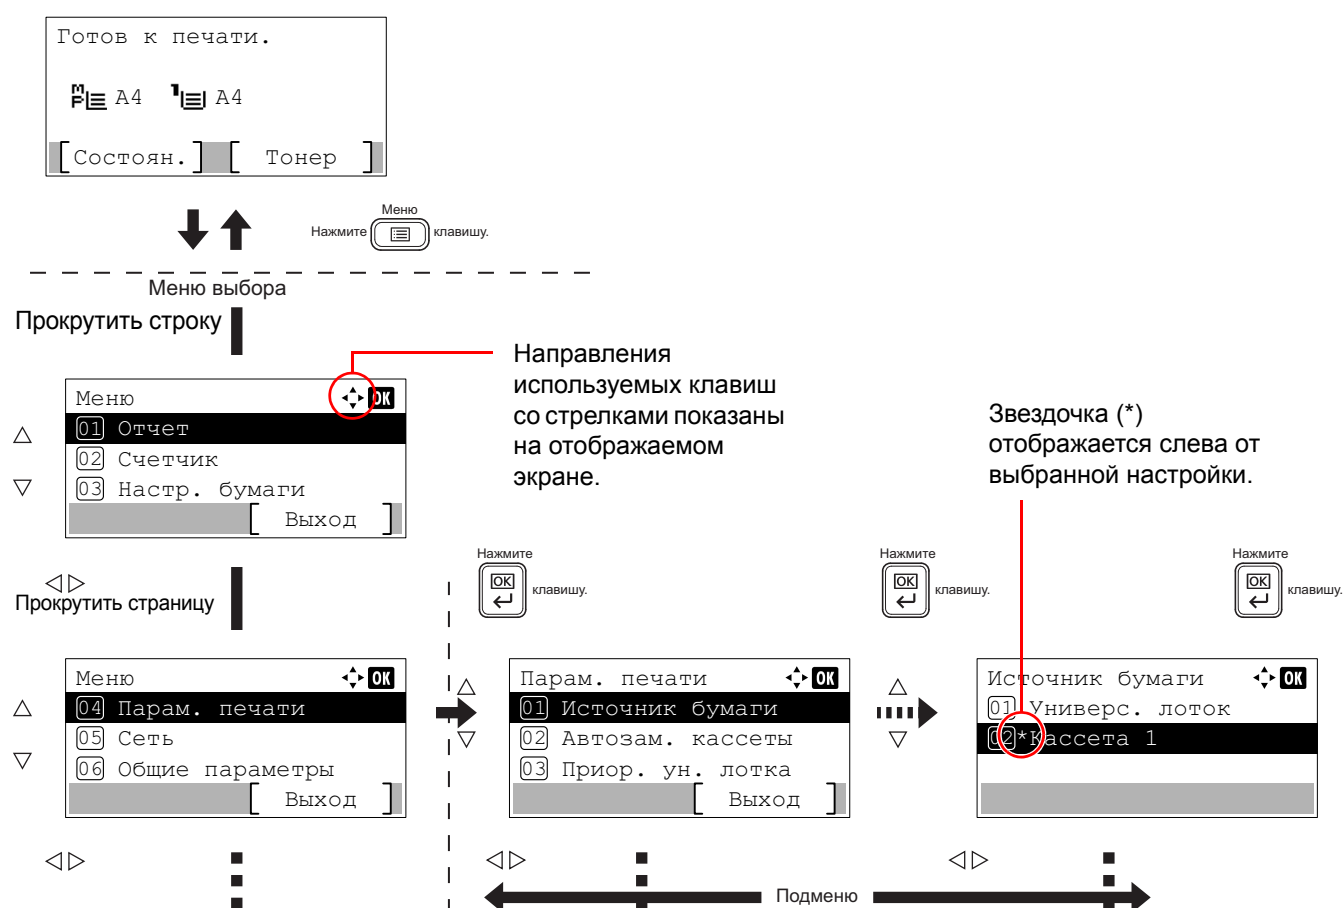 Готов к печати.
MP A4 1 A4
[Состоян.] [ Тонер ]
Меню
Нажмите клавишу.
Меню выбора
Прокрутить строку
Направления
используемых клавиш
со стрелками показаны
на отображаемом
экране.
Звездочка (*)
отображается слева от
выбранной настройки.
Меню OK
01 Отчет
02 Счетчик
03 Настр. бумаги
[ Выход ]
Прокрутить страницу
Нажмите
OK клавишу.
Нажмите
OK клавишу.
Нажмите
OK клавишу.
Меню OK
04 Парам. печати
05 Сеть
06 Общие параметры
[ Выход ]
Парам. печати OK
01 Источник бумаги
02 Автозам. кассеты
03 Приор. ун. лотка
[ Выход ]
Источник бумаги OK
01 Универс. лоток
02*Кассета 1
Подменю